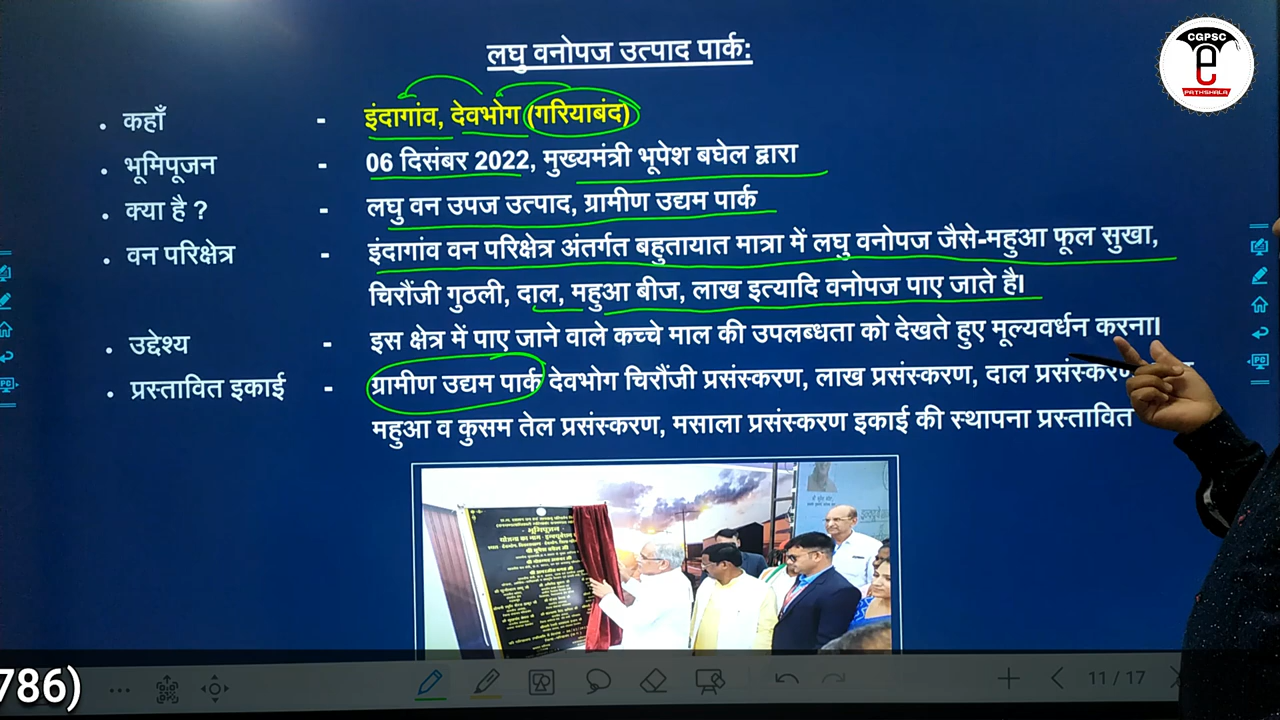 CGPSC
e
PATHSHALA
लघु वनोपज उत्पाद पार्क:
• कहाँ - इंदागांव, देवभोग (गरियाबंद)
• भूमिपूजन - 06 दिसंबर 2022, मुख्यमंत्री भूपेश बघेल द्वारा
• क्या है ? - लघु वन उपज उत्पाद, ग्रामीण उद्यम पार्क
• वन परिक्षेत्र - इंदागांव वन परिक्षेत्र अंतर्गत बहुतायात मात्रा में लघु वनोपज जैसे-महुआ फूल सुखा,
चिरौंजी गुठली, दाल, महुआ बीज, लाख इत्यादि वनोपज पाए जाते है।
• उद्देश्य - इस क्षेत्र में पाए जाने वाले कच्चे माल की उपलब्धता को देखते हुए मूल्यवर्धन करना।
• प्रस्तावित इकाई - ग्रामीण उद्यम पार्क देवभोग चिरौंजी प्रसंस्करण, लाख प्रसंस्करण, दाल
महुआ व कुसम तेल प्रसंस्करण, मसाला प्रसंस्करण इकाई की स्थापना प्रस्तावित
भूमिपूजन
786)
11 / 17
PC
PC